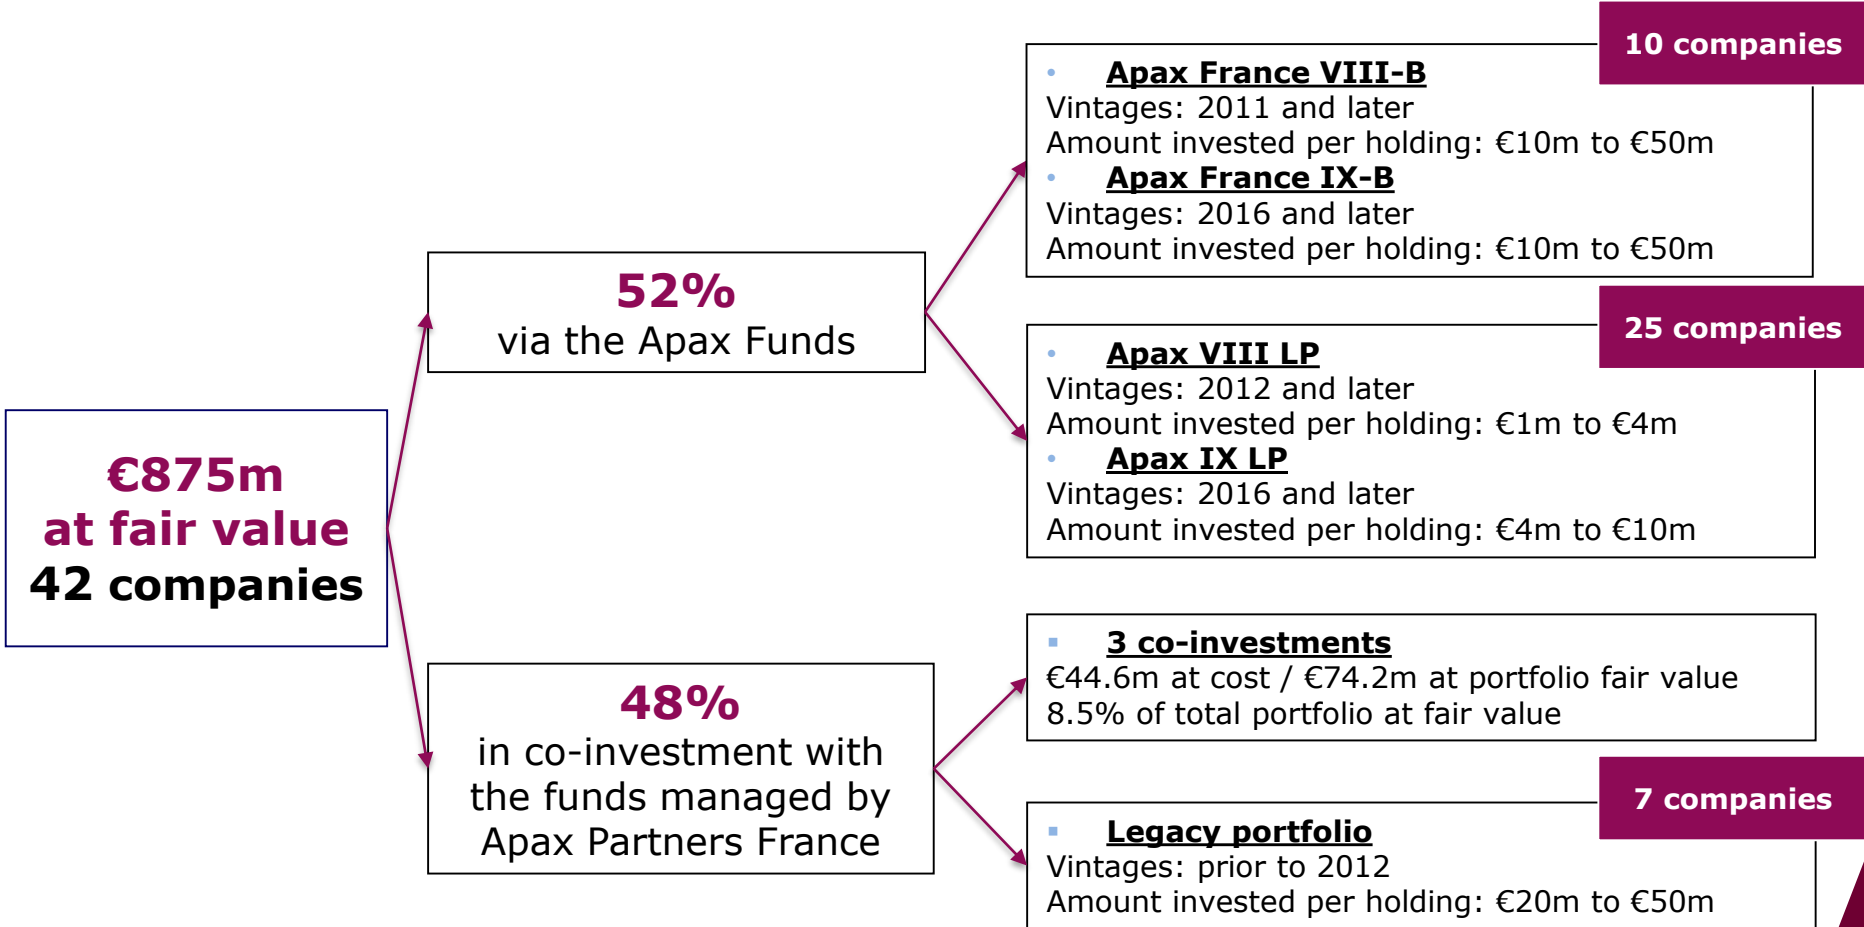 €875m
at fair value
42 companies
52%
via the Apax Funds
48%
in co-investment with
the funds managed by
Apax Partners France
10 companies
• Apax France VIII-B
Vintages: 2011 and later
Amount invested per holding: €10m to €50m
• Apax France IX-B
Vintages: 2016 and later
Amount invested per holding: €10m to €50m
25 companies
• Apax VIII LP
Vintages: 2012 and later
Amount invested per holding: €1m to €4m
• Apax IX LP
Vintages: 2016 and later
Amount invested per holding: €4m to €10m
▪ 3 co-investments
€44.6m at cost / €74.2m at portfolio fair value
8.5% of total portfolio at fair value
7 companies
▪ Legacy portfolio
Vintages: prior to 2012
Amount invested per holding: €20m to €50m